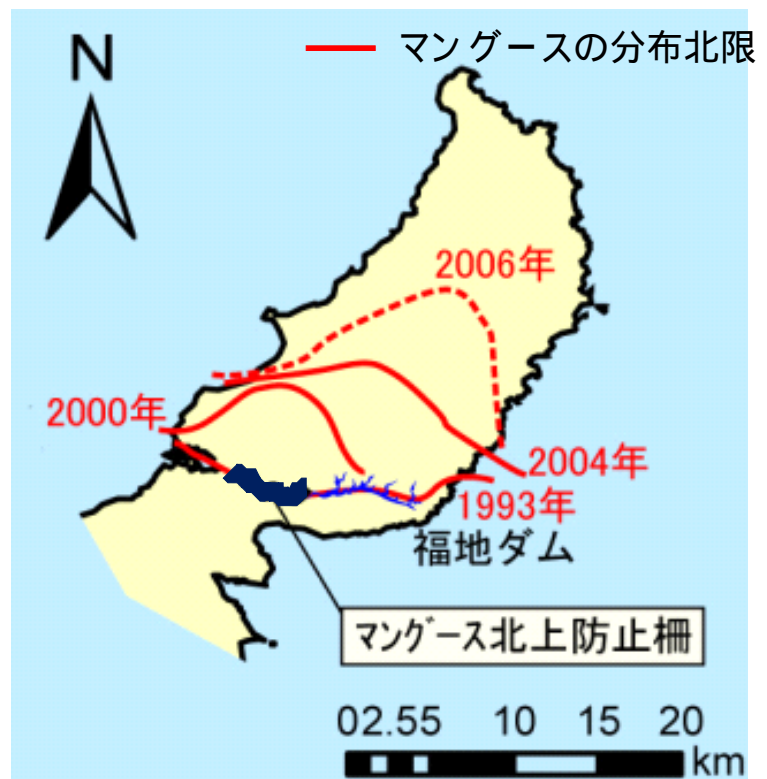 マングースの分布北限
N
2006年
2000年
2004年
1993年
福地ダム
ﾏﾝｸﾞｰｽ北上防止柵
02.55 10 15 20
km